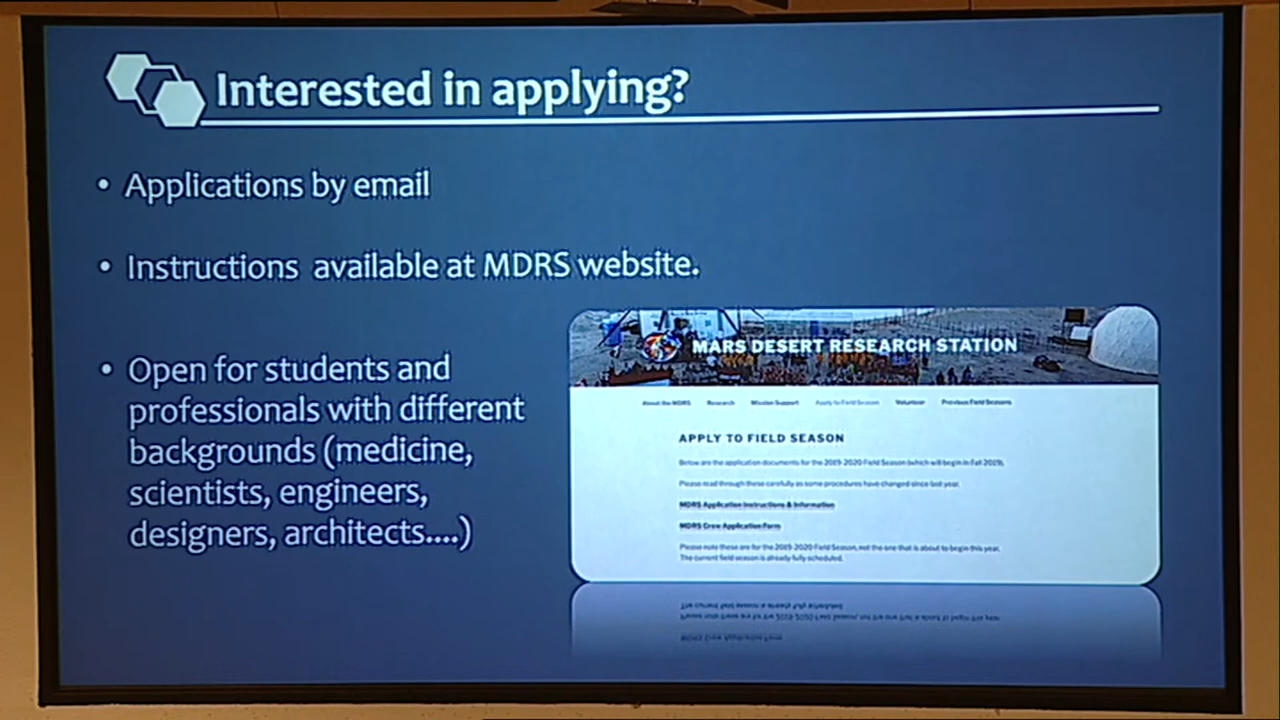 Interested in applying?
• Applications by email
• Instructions available at MDRS website.
• Open for students and
professionals with different
backgrounds (medicine,
scientists, engineers,
designers, architects....)
MARS DESERT RESEARCH STATION
About the MDRS Research Mission Support Apply to Field Season Volunteer Previous Field Seasons
APPLY TO FIELD SEASON
Below are the application documents for the 2019-2020 Field Season (which will begin in Fall 2019).
Please read through these carefully as some procedures have changed since last year.
MDRS Application Instructions & Information
MDRS Crew Application Form
Please note these are for the 2019-2020 Field Season, not the one that is about to begin this year.
The current field season is already fully scheduled.